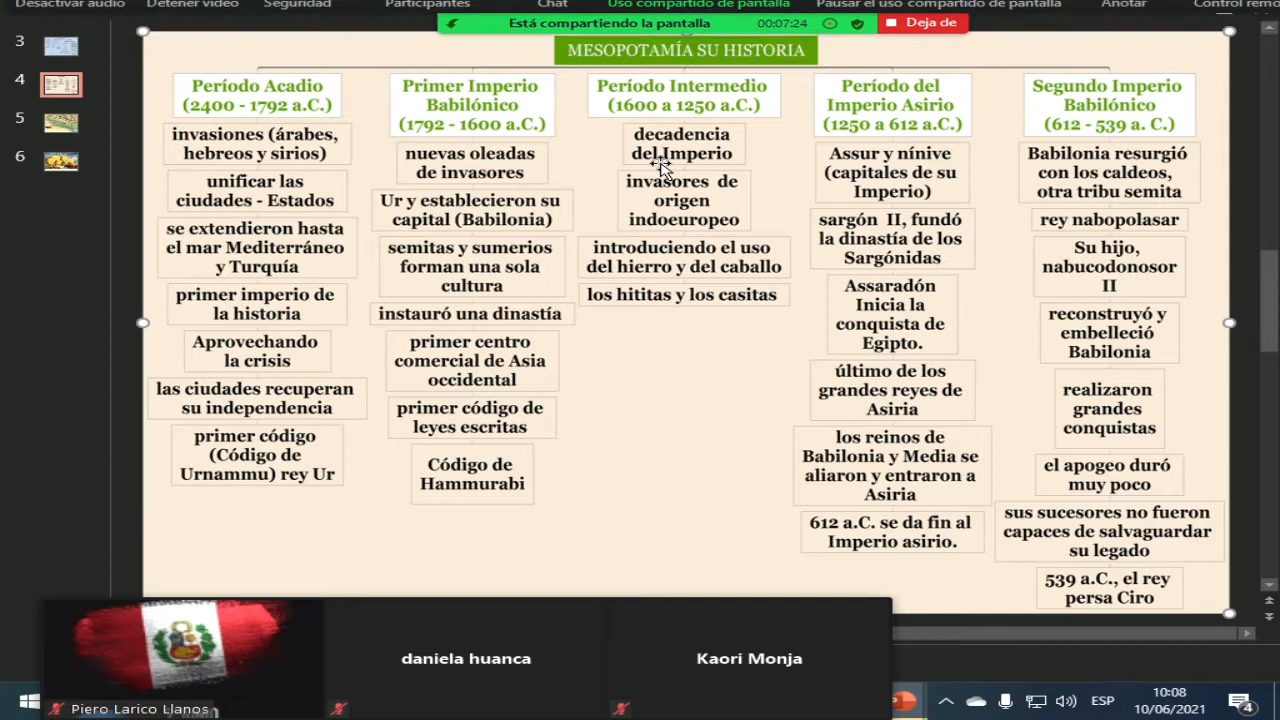 Desactivar audio
Detener vídeo
Seguridad
Participantes
Chat
Uso compartido de pantalla
Pausar el uso compartido de pantalla
Anotar
Control remo
Está compartiendo la pantalla
00:07:24
Deja de
3
4
5
6
MESOPOTAMÍA SU HISTORIA
Período Acadio
(2400 - 1792 a.C.)
invasiones (árabes,
hebreos y sirios)
unificar las
ciudades - Estados
se extendieron hasta
el mar Mediterráneo
y Turquía
primer imperio de
la historia
Aprovechando
la crisis
las ciudades recuperan
su independencia
primer código
(Código de
Urnammu) rey Ur
Primer Imperio
Babilónico
(1792 - 1600 a.C.)
nuevas oleadas
de invasores
Ur y establecieron su
capital (Babilonia)
semitas y sumerios
forman una sola
cultura
instauró una dinastía
primer centro
comercial de Asia
occidental
primer código de
leyes escritas
Código de
Hammurabi
Período Intermedio
(1600 a 1250 a.C.)
decadencia
del Imperio
invasores de
origen
indoeuropeo
introduciendo el uso
del hierro y del caballo
los hititas y los casitas
Período del
Imperio Asirio
(1250 a 612 a.C.)
Assur y nínive
(capitales de su
Imperio)
sargón II, fundó
la dinastía de los
Sargónidas
Assaradón
Inicia la
conquista de
Egipto.
último de los
grandes reyes de
Asiria
los reinos de
Babilonia y Media se
aliaron y entraron a
Asiria
612 a.C. se da fin al
Imperio asirio.
Segundo Imperio
Babilónico
(612 - 539 a. C.)
Babilonia resurgió
con los caldeos,
otra tribu semita
rey nabopolasar
Su hijo,
nabucodonosor
II
reconstruyó y
embelleció
Babilonia
realizaron
grandes
conquistas
el apogeo duró
muy poco
sus sucesores no fueron
capaces de salvaguardar
su legado
539 a.C., el rey
persa Ciro
Piero Larico Llanos
daniela huanca
Kaori Monja
ESP
10:08
10/06/2021
4